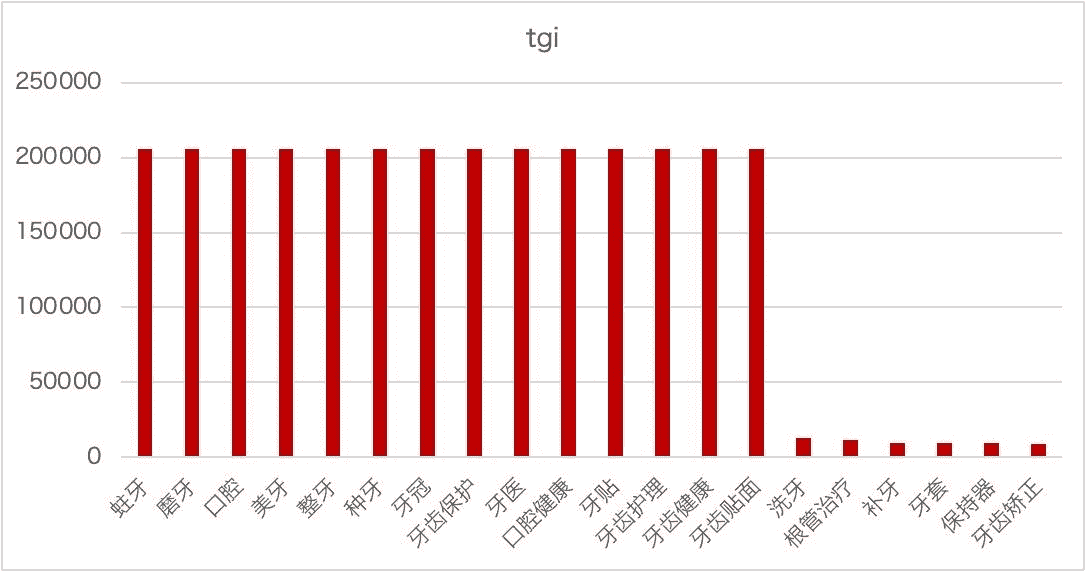 tgi
250000
200000
150000
100000
50000
0
蛀牙
磨牙
口腔
美牙
整牙
种牙
牙冠
牙齿保护
牙医
口腔健康
牙贴
牙齿护理
牙齿健康
牙齿贴面
洗牙
根管治疗
补牙
牙套
保持器
牙齿矫正